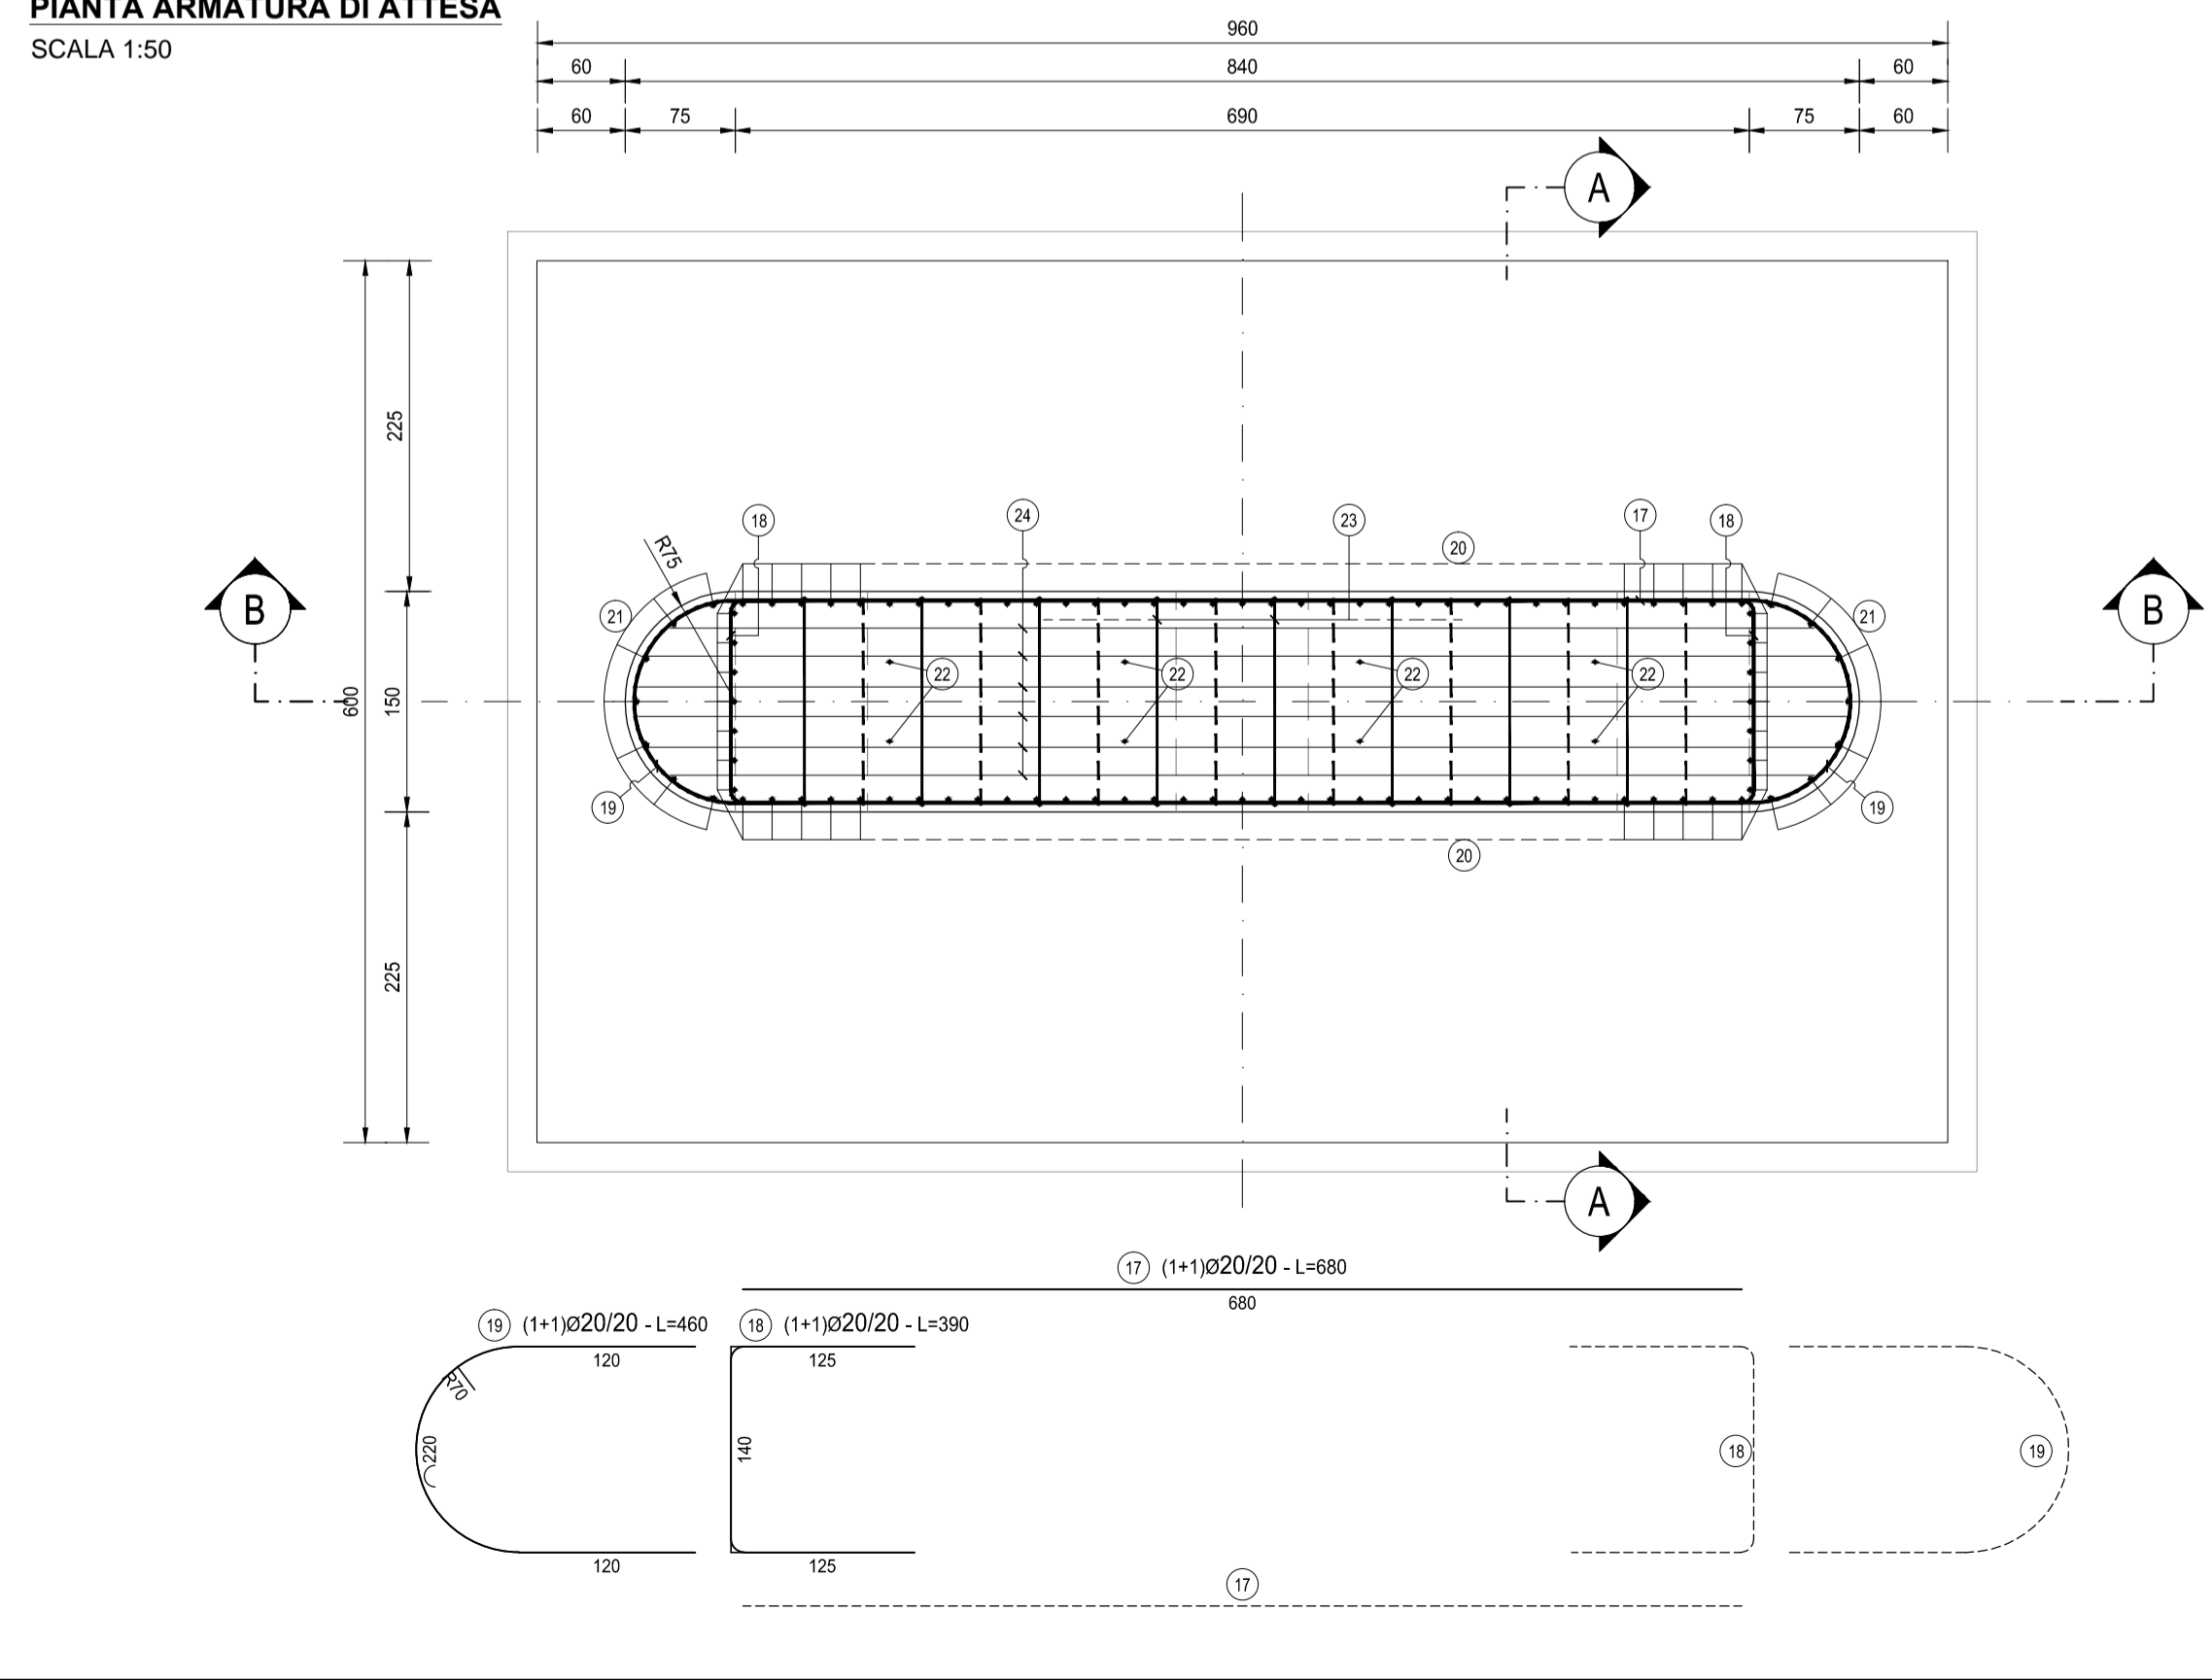 PIANTA ARMATURA DI ATTESA
SCALA 1:50
960
60 840 60
60 75 690 75 60
A
225
18 24 23 17 18
20
R75
B B
21 21
600 150
22 22 22 22
19 19
20
225
A
17 (1+1)Ø20/20 - L=680
680
19 (1+1)Ø20/20 - L=460 18 (1+1)Ø20/20 - L=390
120 125
R70
220 140 18 19
120 125
17